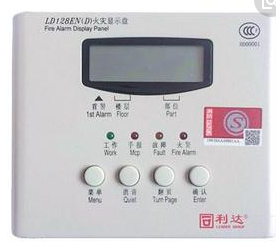 LD128EN(D)火灾显示盘
Fire Alarm Display Panel
0000001
首警 楼层 部位
1st Alarm Floor Part
工作 手报 故障 火警
Work Mcp Fault Fire Alarm
菜单 消音 翻页 确认
Menu Quiet Turn Page Enter
利达